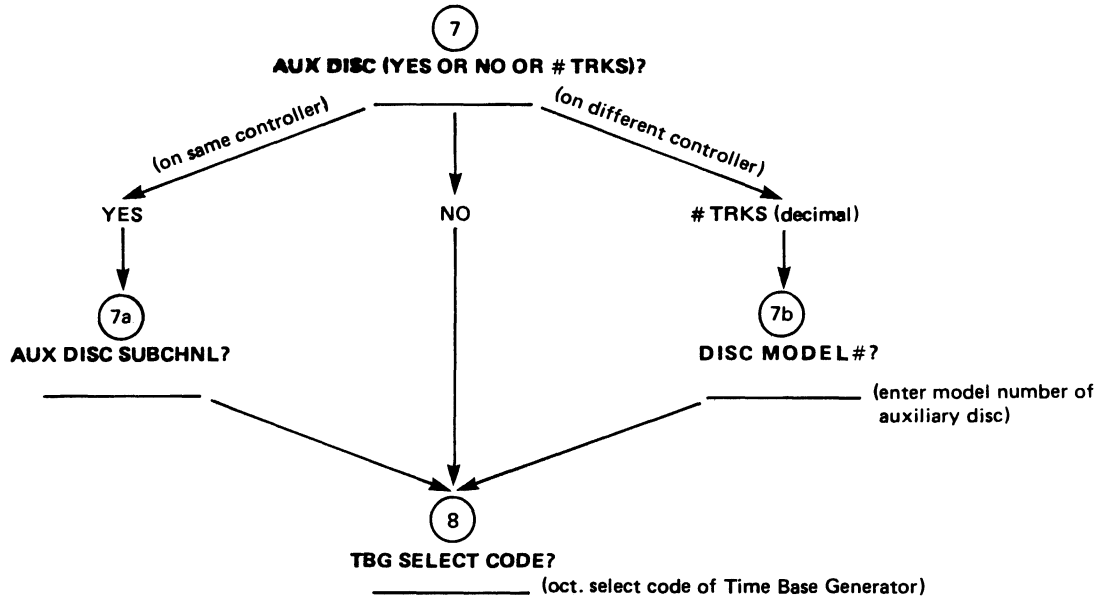 7
AUX DISC (YES OR NO OR # TRKS)?
(on same controller)
(on different controller)
YES
NO
# TRKS (decimal)
7a
7b
AUX DISC SUBCHNL?
DISC MODEL#?
(enter model number of
auxiliary disc)
8
TBG SELECT CODE?
(oct. select code of Time Base Generator)